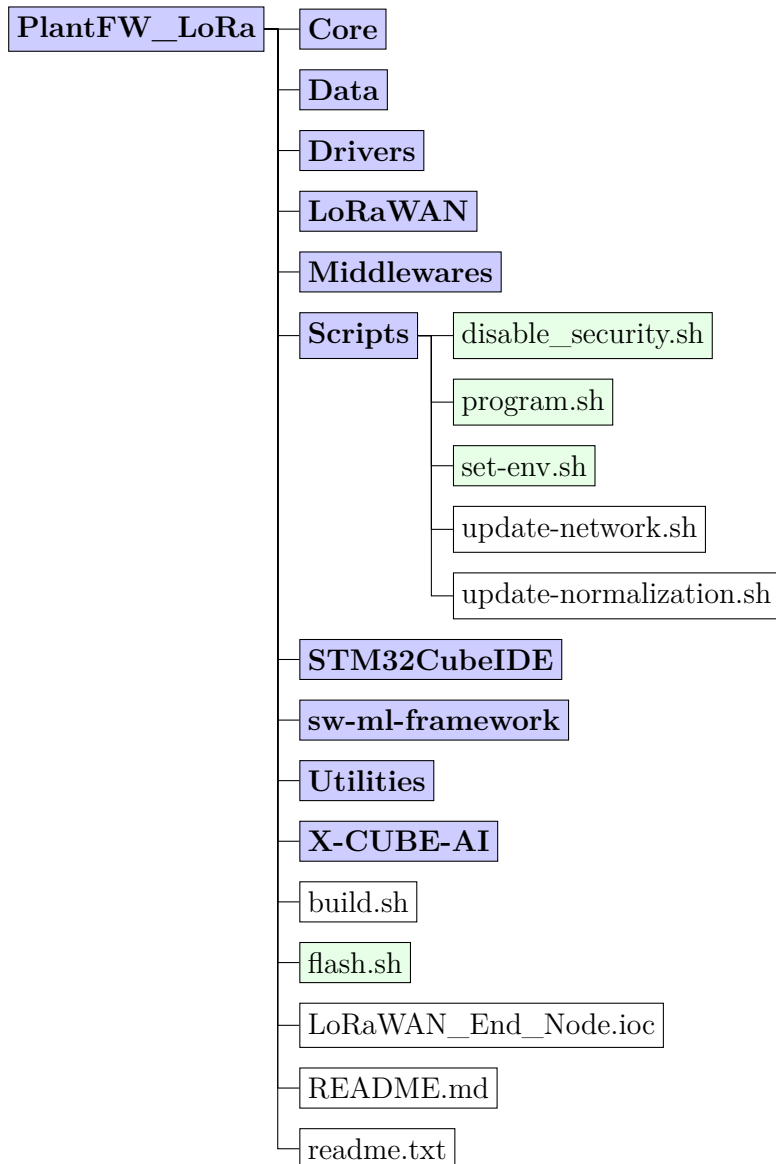 PlantFW_LoRa
Core
Data
Drivers
LoRaWAN
Middlewares
Scripts
disable_security.sh
program.sh
set-env.sh
update-network.sh
update-normalization.sh
STM32CubeIDE
sw-ml-framework
Utilities
X-CUBE-AI
build.sh
flash.sh
LoRaWAN_End_Node.ioc
README.md
readme.txt